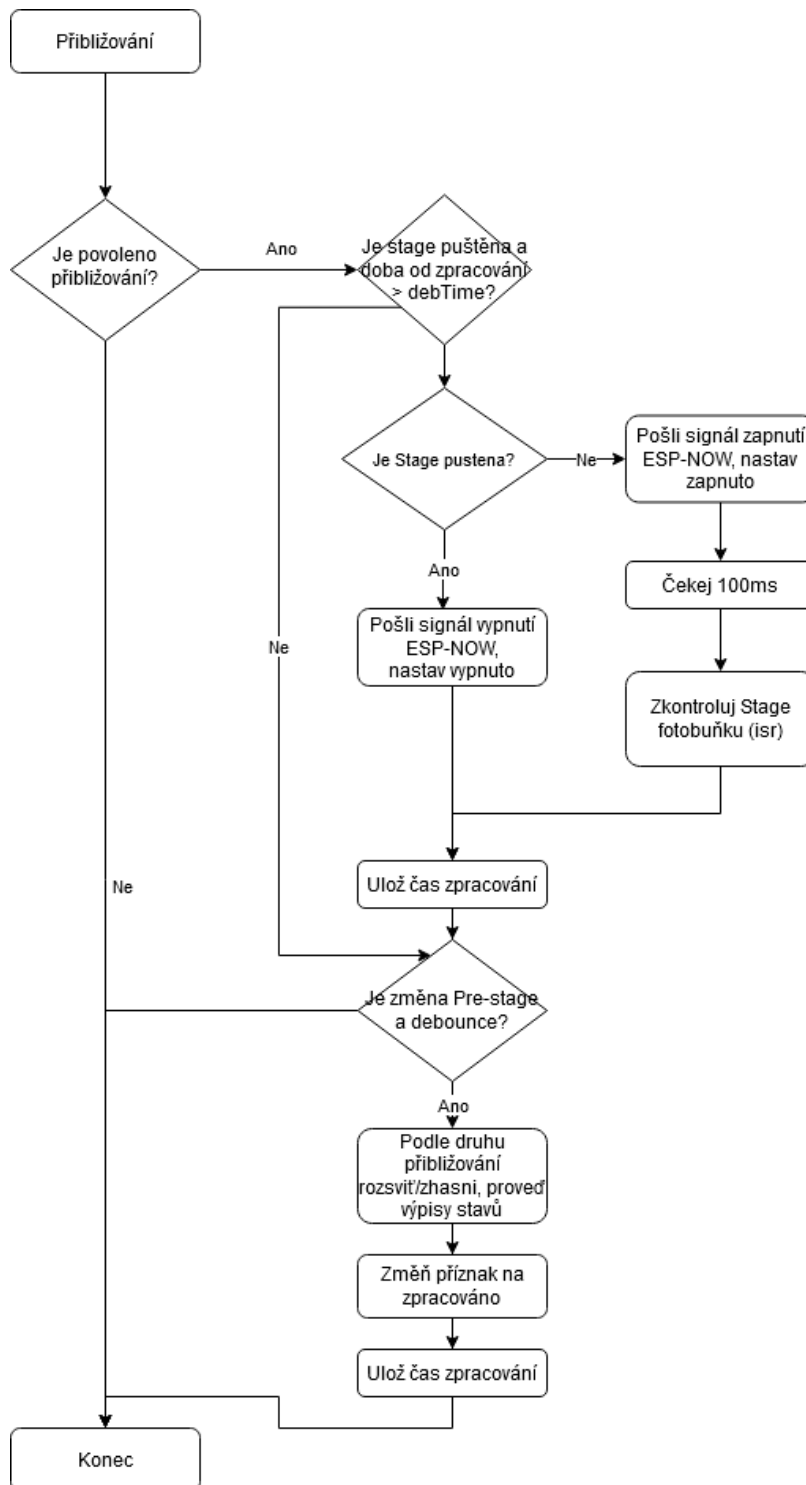 Přibližování
Je povoleno
přibližování?
Ano
Je stage puštěna a
doba od zpracování
> debTime?
Je Stage pustena?
Ne
Pošli signál zapnutí
ESP-NOW, nastav
zapnuto
Čekej 100ms
Zkontroluj Stage
fotobuňku (isr)
Ano
Pošli signál vypnutí
ESP-NOW,
nastav vypnuto
Ne
Ulož čas zpracování
Ne
Je změna Pre-stage
a debounce?
Ano
Podle druhu
přibližování
rozsviť/zhasni, proveď
výpisy stavů
Změň příznak na
zpracováno
Ulož čas zpracování
Konec